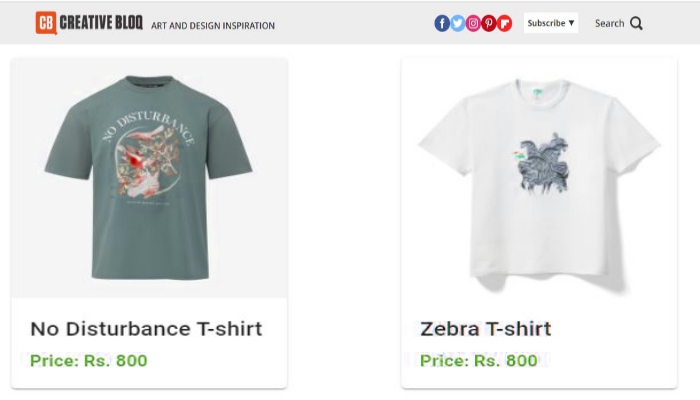 CB CREATIVE BLOQ ART AND DESIGN INSPIRATION Subscribe ▼ Search
NO DISTURBANCE
No Disturbance T-shirt
Price: Rs. 800
Zebra T-shirt
Price: Rs. 800